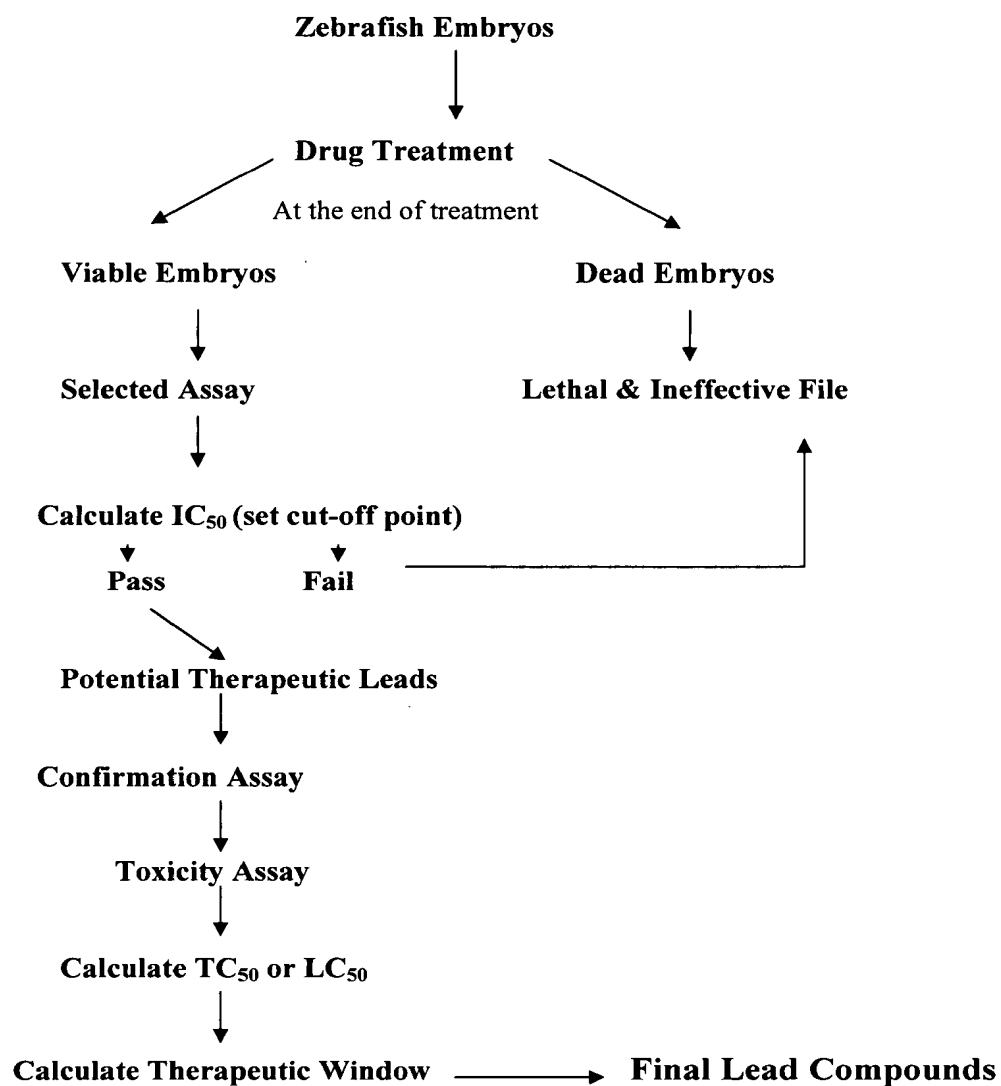 Zebrafish Embryos
Drug Treatment
At the end of treatment
Viable Embryos
Dead Embryos
Selected Assay
Lethal & Ineffective File
Calculate IC50 (set cut-off point)
Pass
Fail
Potential Therapeutic Leads
Confirmation Assay
Toxicity Assay
Calculate TC50 or LC50
Calculate Therapeutic Window
Final Lead Compounds